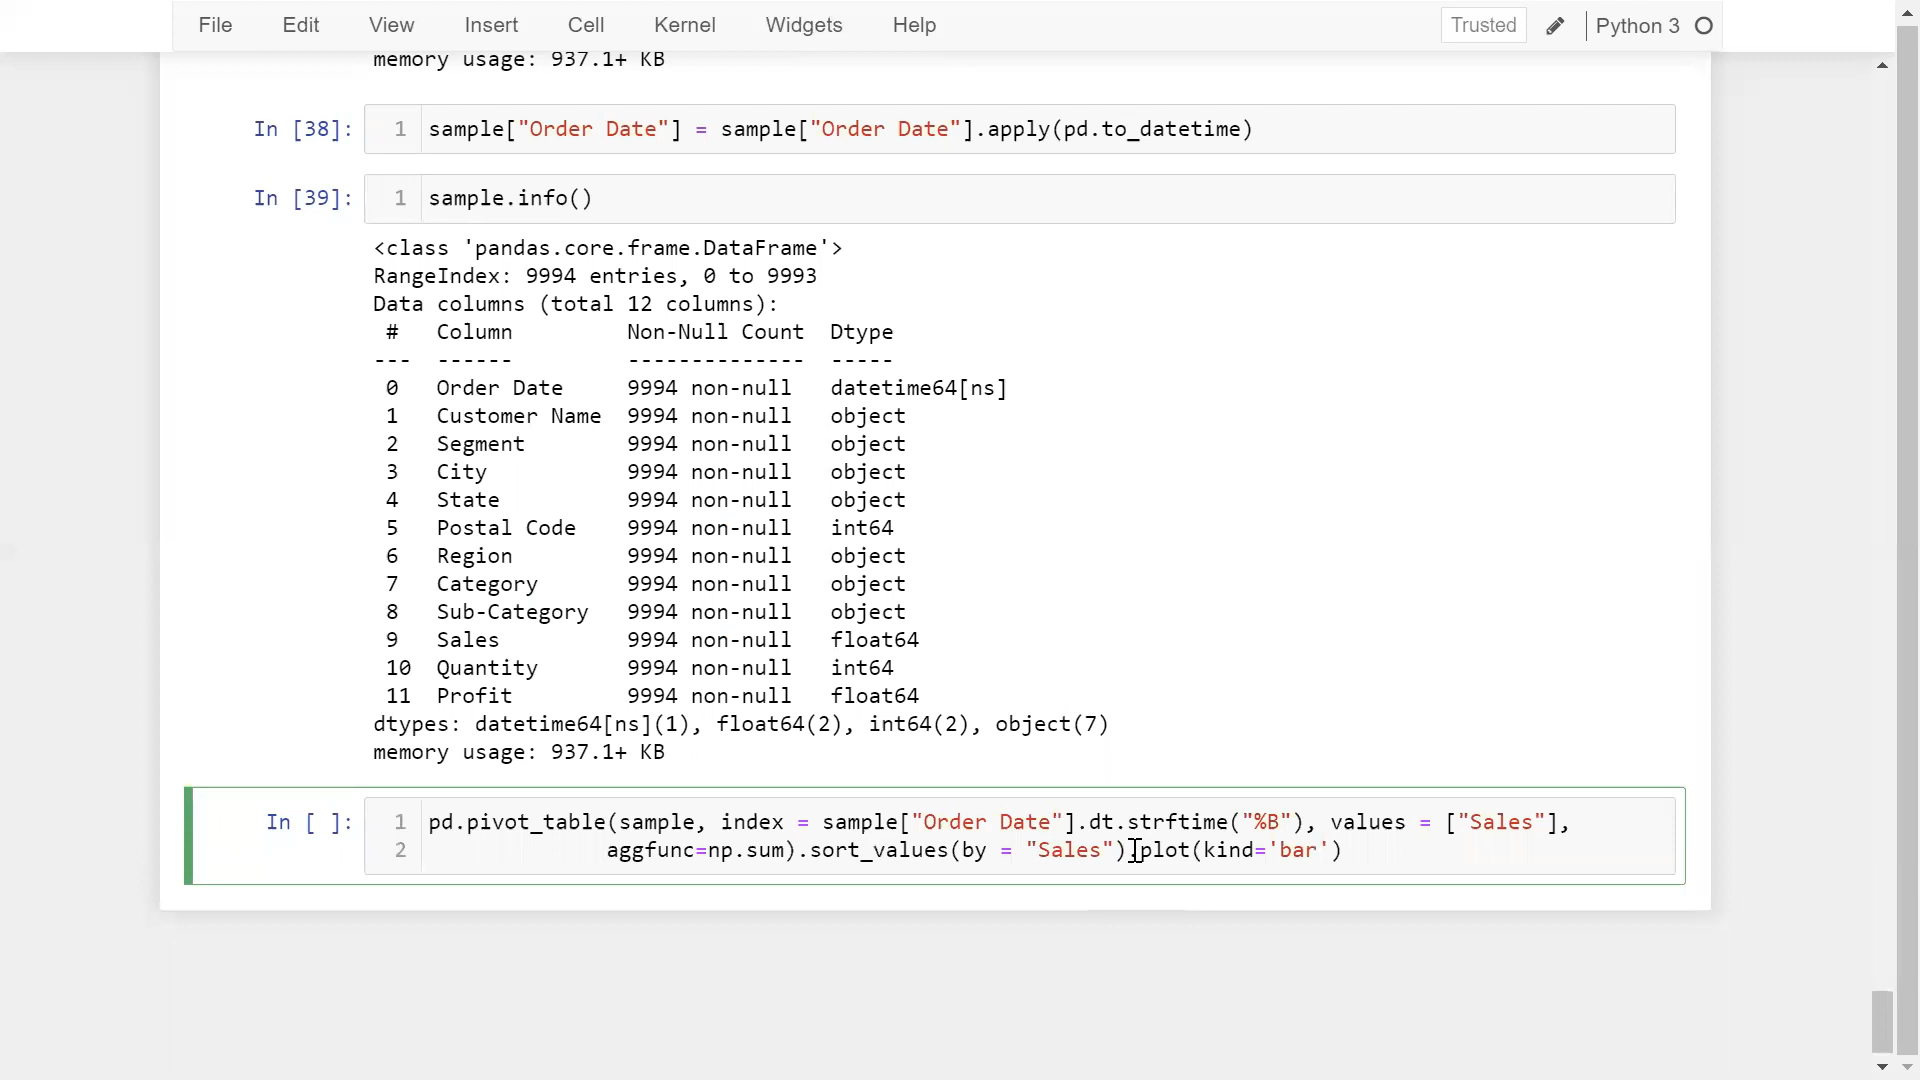 File Edit View Insert Cell Kernel Widgets Help Trusted Python 3
memory usage: 937.1+ KB
In [38]: 1 sample["Order Date"] = sample["Order Date"].apply(pd.to_datetime)
In [39]: 1 sample.info()
<class 'pandas.core.frame.DataFrame'>
RangeIndex: 9994 entries, 0 to 9993
Data columns (total 12 columns):
# Column Non-Null Count Dtype
--- ------ -------------- -----
0 Order Date 9994 non-null datetime64[ns]
1 Customer Name 9994 non-null object
2 Segment 9994 non-null object
3 City 9994 non-null object
4 State 9994 non-null object
5 Postal Code 9994 non-null int64
6 Region 9994 non-null object
7 Category 9994 non-null object
8 Sub-Category 9994 non-null object
9 Sales 9994 non-null float64
10 Quantity 9994 non-null int64
11 Profit 9994 non-null float64
dtypes: datetime64[ns](1), float64(2), int64(2), object(7)
memory usage: 937.1+ KB
In [ ]: 1 pd.pivot_table(sample, index = sample["Order Date"].dt.strftime("%B"), values = ["Sales"],
2 aggfunc=np.sum).sort_values(by = "Sales").plot(kind='bar')